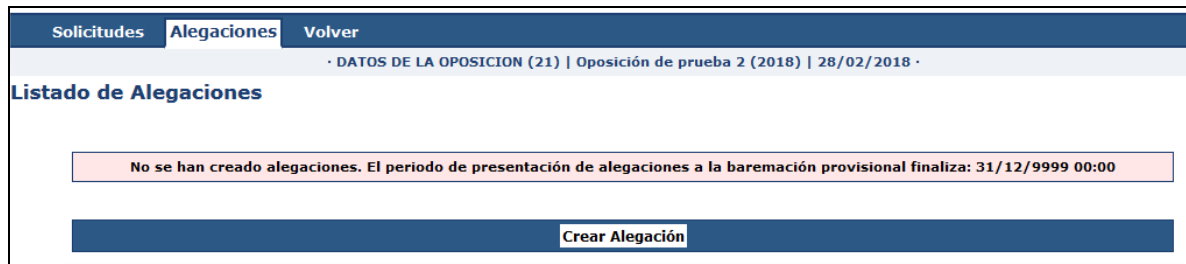 Solicitudes Alegaciones Volver
· DATOS DE LA OPOSICION (21) | Oposición de prueba 2 (2018) | 28/02/2018 ·
Listado de Alegaciones
No se han creado alegaciones. El periodo de presentación de alegaciones a la baremación provisional finaliza: 31/12/9999 00:00
Crear Alegación